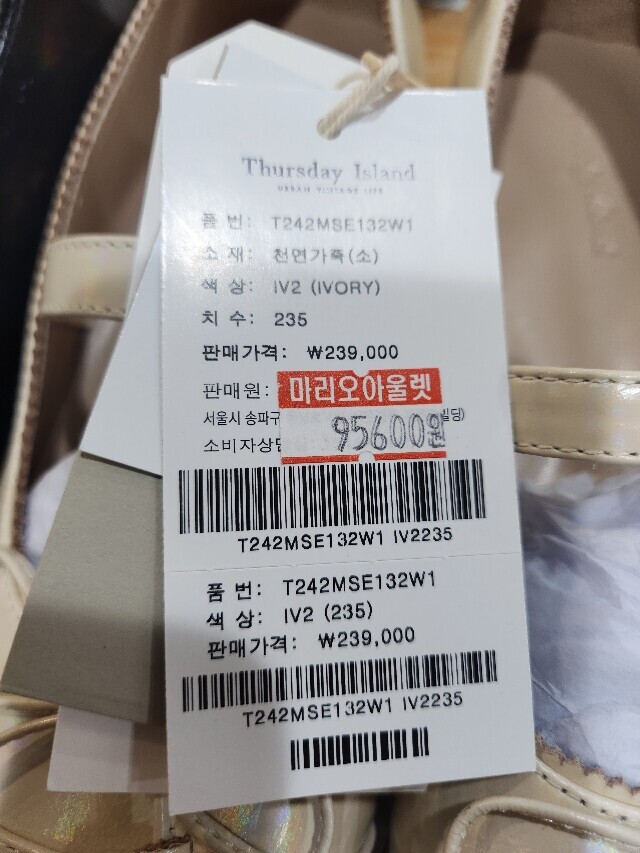 Thursday Island
URBAN VINTAGE LIFE
품 번: T242MSE132W1
소 재: 천연가죽(소)
색 상: IV2 (IVORY)
치 수: 235
판매가격: ₩239,000
판매원: 마리오아울렛
서울시 송파구 빌딩)
95600원
소비자상담
T242MSE132W1 IV2235
품 번: T242MSE132W1
색 상: IV2 (235)
판매가격: ₩239,000
T242MSE132W1 IV2235